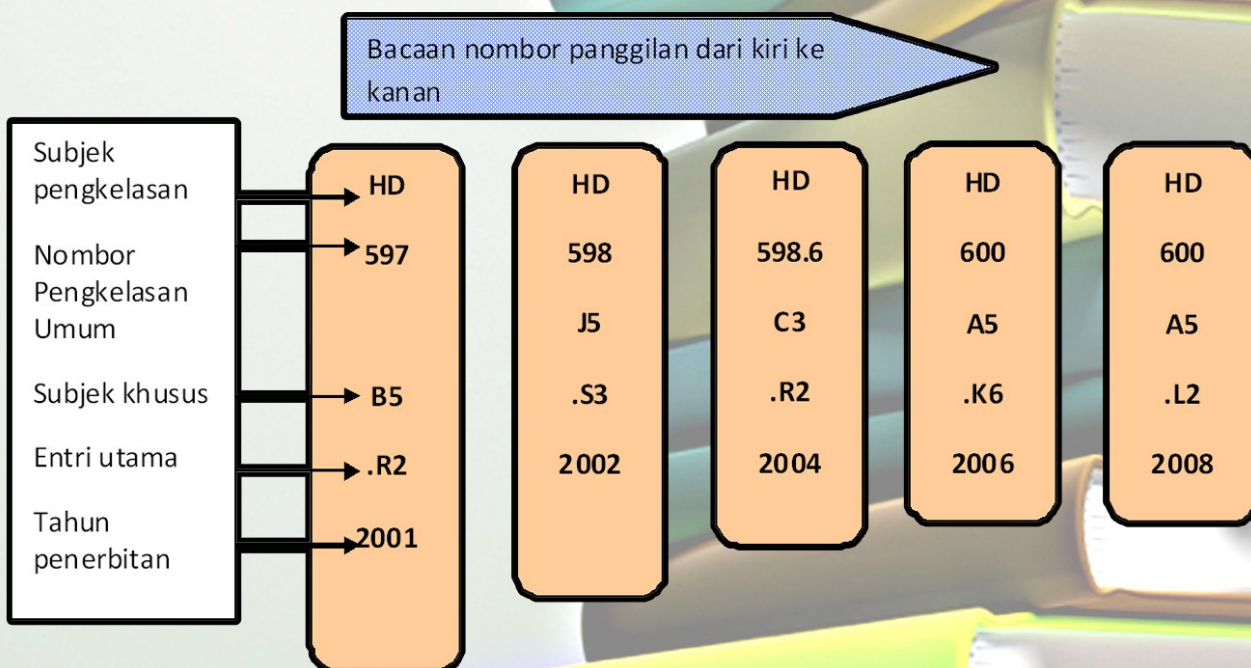 Bacaan nombor panggilan dari kiri ke
kanan
Subjek
pengkelasan
Nombor
Pengkelasan
Umum
Subjek khusus
Entri utama
Tahun
penerbitan
HD
597
B5
.R2
2001
HD
598
J5
.S3
2002
HD
598.6
C3
.R2
2004
HD
600
A5
.K6
2006
HD
600
A5
.L2
2008